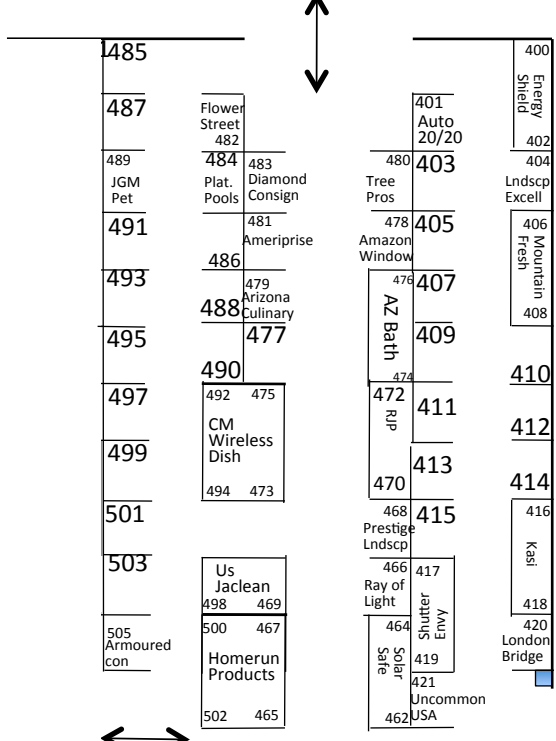 485
487
489
JGM
Pet
491
493
495
497
499
501
503
505
Armoured
con
Flower
Street
482
484
Plat.
Pools
486
488
490
483
Diamond
Consign
481
Ameriprise
479
Arizona
Culinary
477
492 475
CM
Wireless
Dish
494 473
Us
Jaclean
498 469
500 467
Homerun
Products
502 465
480
Tree
Pros
478
Amazon
Window
476
AZ Bath
474
472
RJP
470
468
Prestige
Lndscp
466
Ray of
Light
464
Solar
Safe
462
401
Auto
20/20
403
405
407
409
411
413
415
417
Shutter
Envy
419
421
Uncommon
USA
400
Energy
Shield
402
404
Lndscp
Excell
406
Mountain
Fresh
408
410
412
414
416
Kasi
418
420
London
Bridge